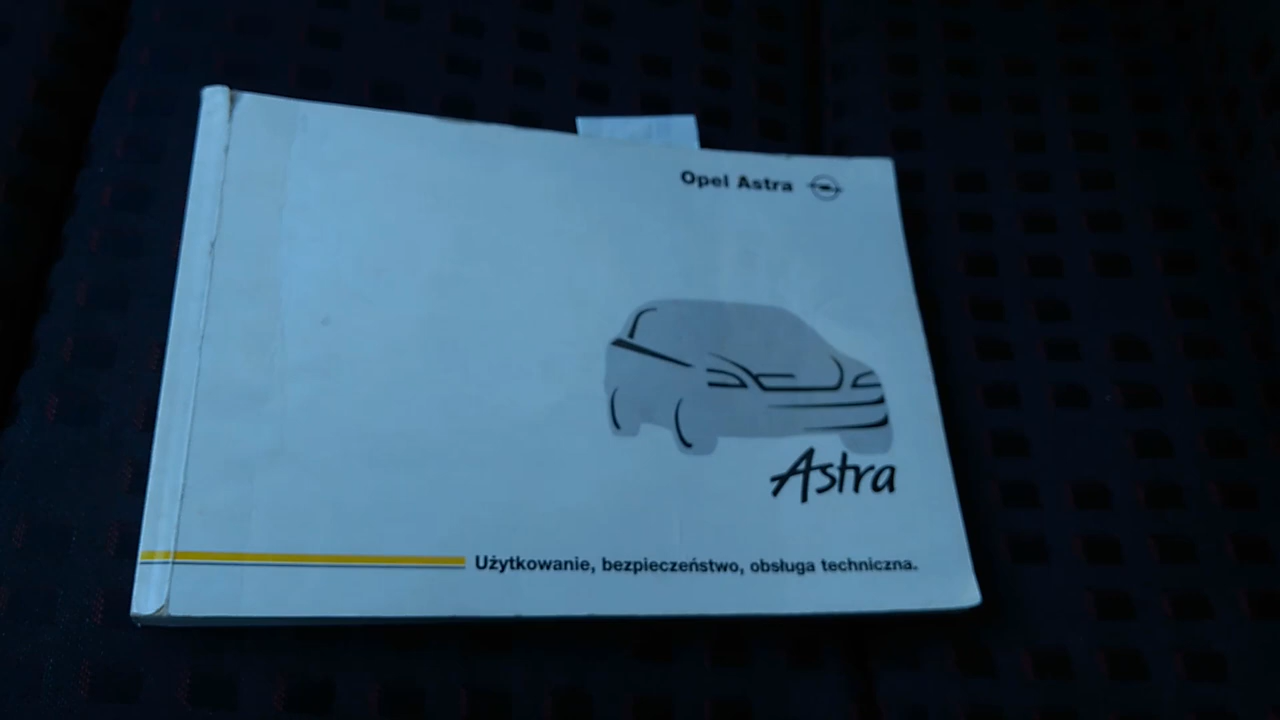 Opel Astra
Astra
Użytkowanie, bezpieczeństwo, obsługa techniczna.